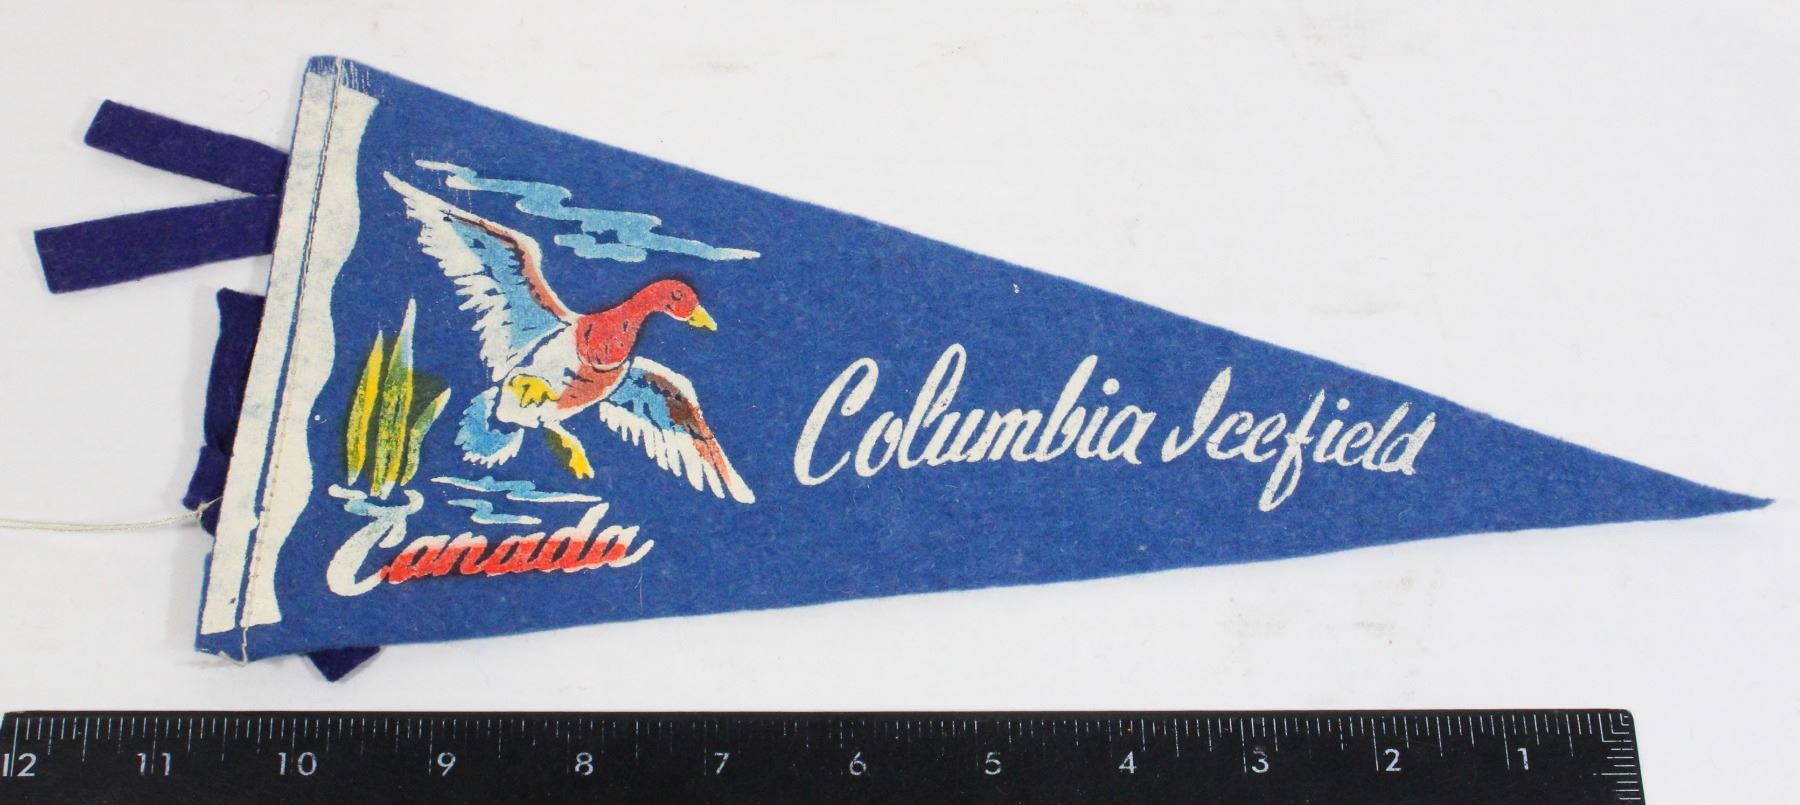 Columbia Icefield
Canada
12 11 10 9 8 7 6 5 4 3 2 1